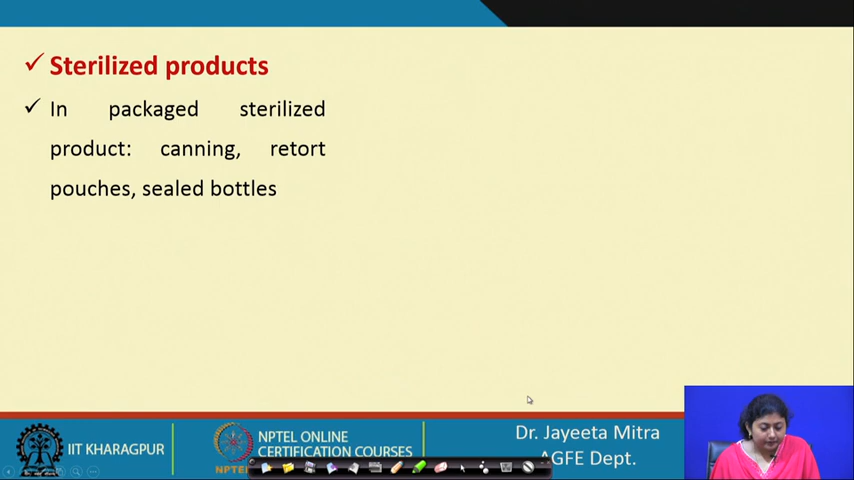 ✓ Sterilized products
✓ In packaged sterilized
product: canning, retort
pouches, sealed bottles
IIT KHARAGPUR
NPTEL
NPTEL ONLINE
CERTIFICATION COURSES
Dr. Jayeeta Mitra
AGFE Dept.